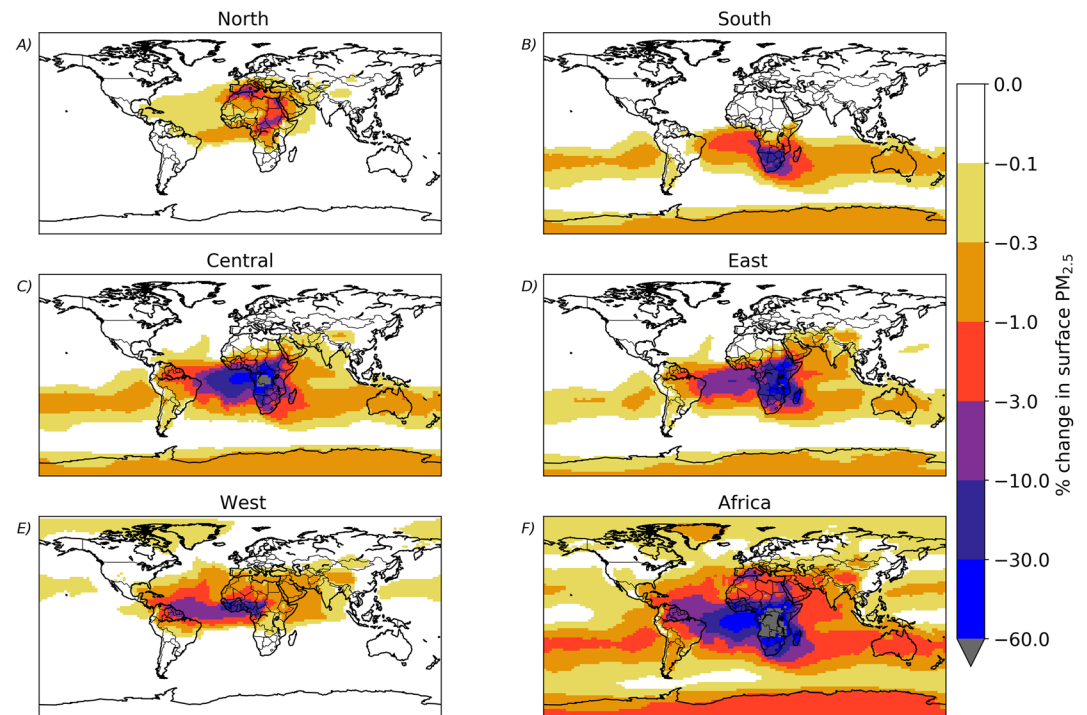 North
South
A)
B)
Central
East
C)
D)
West
Africa
E)
F)
0.0
−0.1
−0.3
−1.0
−3.0
−10.0
−30.0
−60.0
% change in surface PM₂.₅